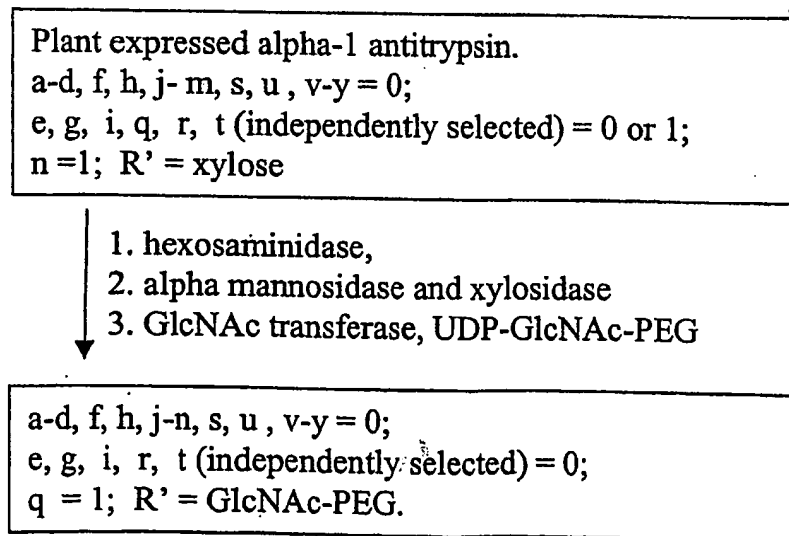 Plant expressed alpha-1 antitrypsin.
a-d, f, h, j- m, s, u , v-y = 0;
e, g, i, q, r, t (independently selected) = 0 or 1;
n =1; R’ = xylose
1. hexosaminidase,
2. alpha mannosidase and xylosidase
3. GlcNAc transferase, UDP-GlcNAc-PEG
a-d, f, h, j-n, s, u , v-y = 0;
e, g, i, r, t (independently selected) = 0;
q = 1; R’ = GlcNAc-PEG.